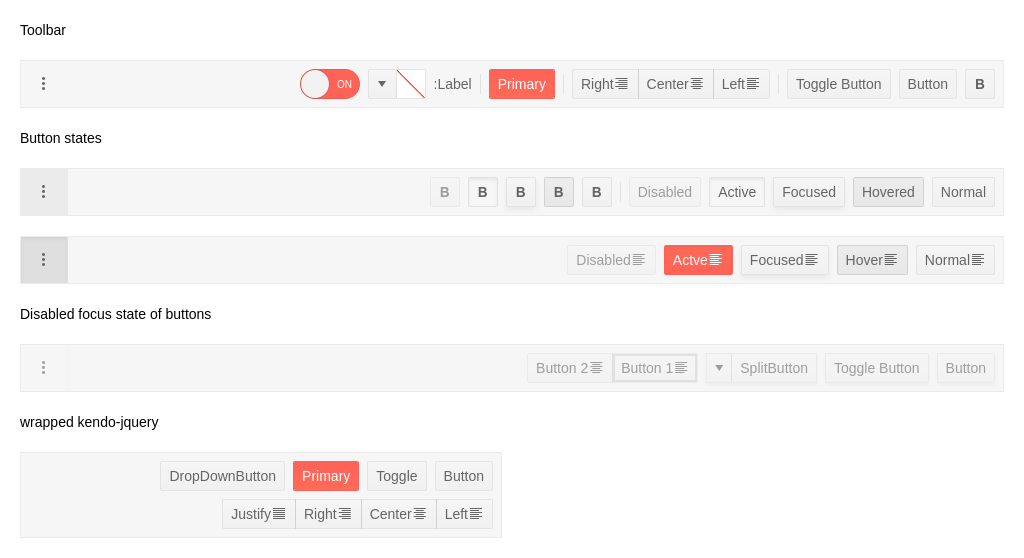 Toolbar
ON :Label Primary Right Center Left Toggle Button Button B
Button states
B B B B B Disabled Active Focused Hovered Normal
Disabled Actve Focused Hover Normal
Disabled focus state of buttons
Button 2 Button 1 SplitButton Toggle Button Button
wrapped kendo-jquery
DropDownButton Primary Toggle Button
Justify Right Center Left